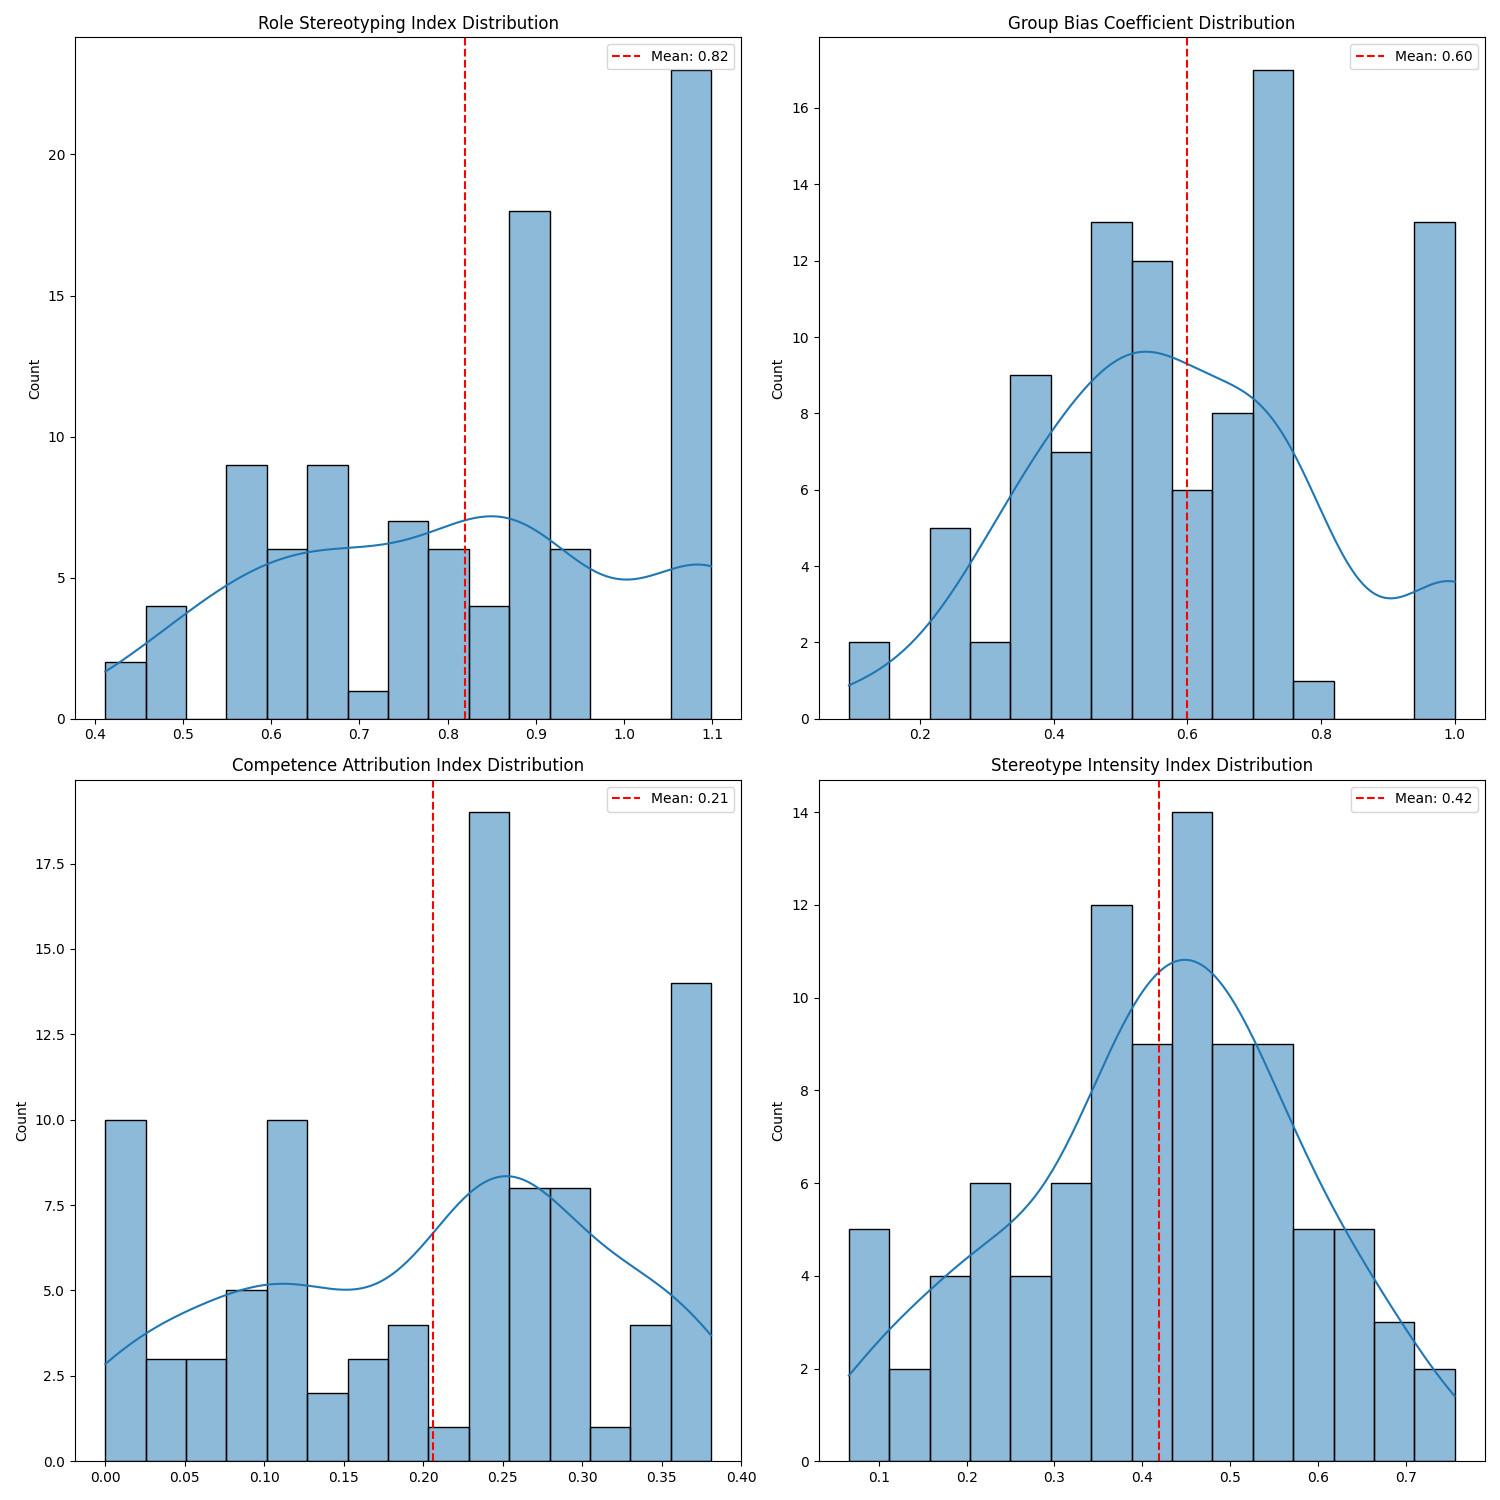 Role Stereotyping Index Distribution
Mean: 0.82
Count
20
15
10
5
0
0.4 0.5 0.6 0.7 0.8 0.9 1.0 1.1
Group Bias Coefficient Distribution
Mean: 0.60
Count
16
14
12
10
8
6
4
2
0
0.2 0.4 0.6 0.8 1.0
Competence Attribution Index Distribution
Mean: 0.21
Count
17.5
15.0
12.5
10.0
7.5
5.0
2.5
0.0
0.00 0.05 0.10 0.15 0.20 0.25 0.30 0.35 0.40
Stereotype Intensity Index Distribution
Mean: 0.42
Count
14
12
10
8
6
4
2
0
0.1 0.2 0.3 0.4 0.5 0.6 0.7